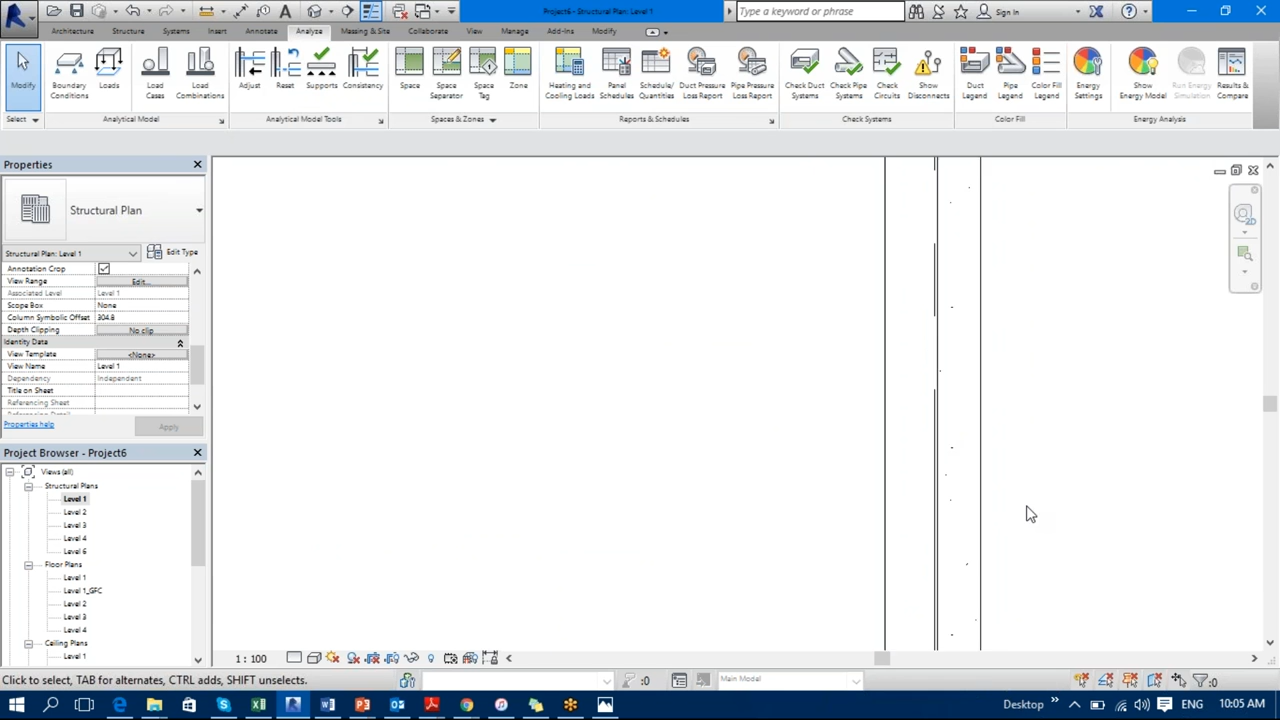 Project6 - Structural Plan: Level 1
Type a keyword or phrase
Sign In
Architecture Structure Systems Insert Annotate Analyze Massing & Site Collaborate View Manage Add-Ins Modify
Modify
Boundary Conditions
Loads
Load Cases
Load Combinations
Adjust
Reset
Supports
Consistency
Space
Space Separator
Space Tag
Zone
Heating and Cooling Loads
Panel Schedules
Schedule/ Quantities
Duct Pressure Loss Report
Pipe Pressure Loss Report
Check Duct Systems
Check Pipe Systems
Check Circuits
Show Disconnects
Duct Legend
Pipe Legend
Color Fill Legend
Energy Settings
Show Energy Model
Run Energy Simulation
Results & Compare
Select
Analytical Model
Analytical Model Tools
Spaces & Zones
Reports & Schedules
Check Systems
Color Fill
Energy Analysis
Properties
Structural Plan
Structural Plan: Level 1
Edit Type
Annotation Crop
View Range Edit...
Associated Level Level 1
Scope Box None
Column Symbolic Offset 304.8
Depth Clipping No clip
Identity Data
View Template <None>
View Name Level 1
Dependency Independent
Title on Sheet
Referencing Sheet
Properties help
Apply
Project Browser - Project6
Views (all)
Structural Plans
Level 1
Level 2
Level 3
Level 4
Level 6
Floor Plans
Level 1
Level 1_GFC
Level 2
Level 3
Level 4
Ceiling Plans
Level 1
2D
1 : 100
Click to select, TAB for alternates, CTRL adds, SHIFT unselects.
:0
Main Model
:0
Desktop
ENG
10:05 AM